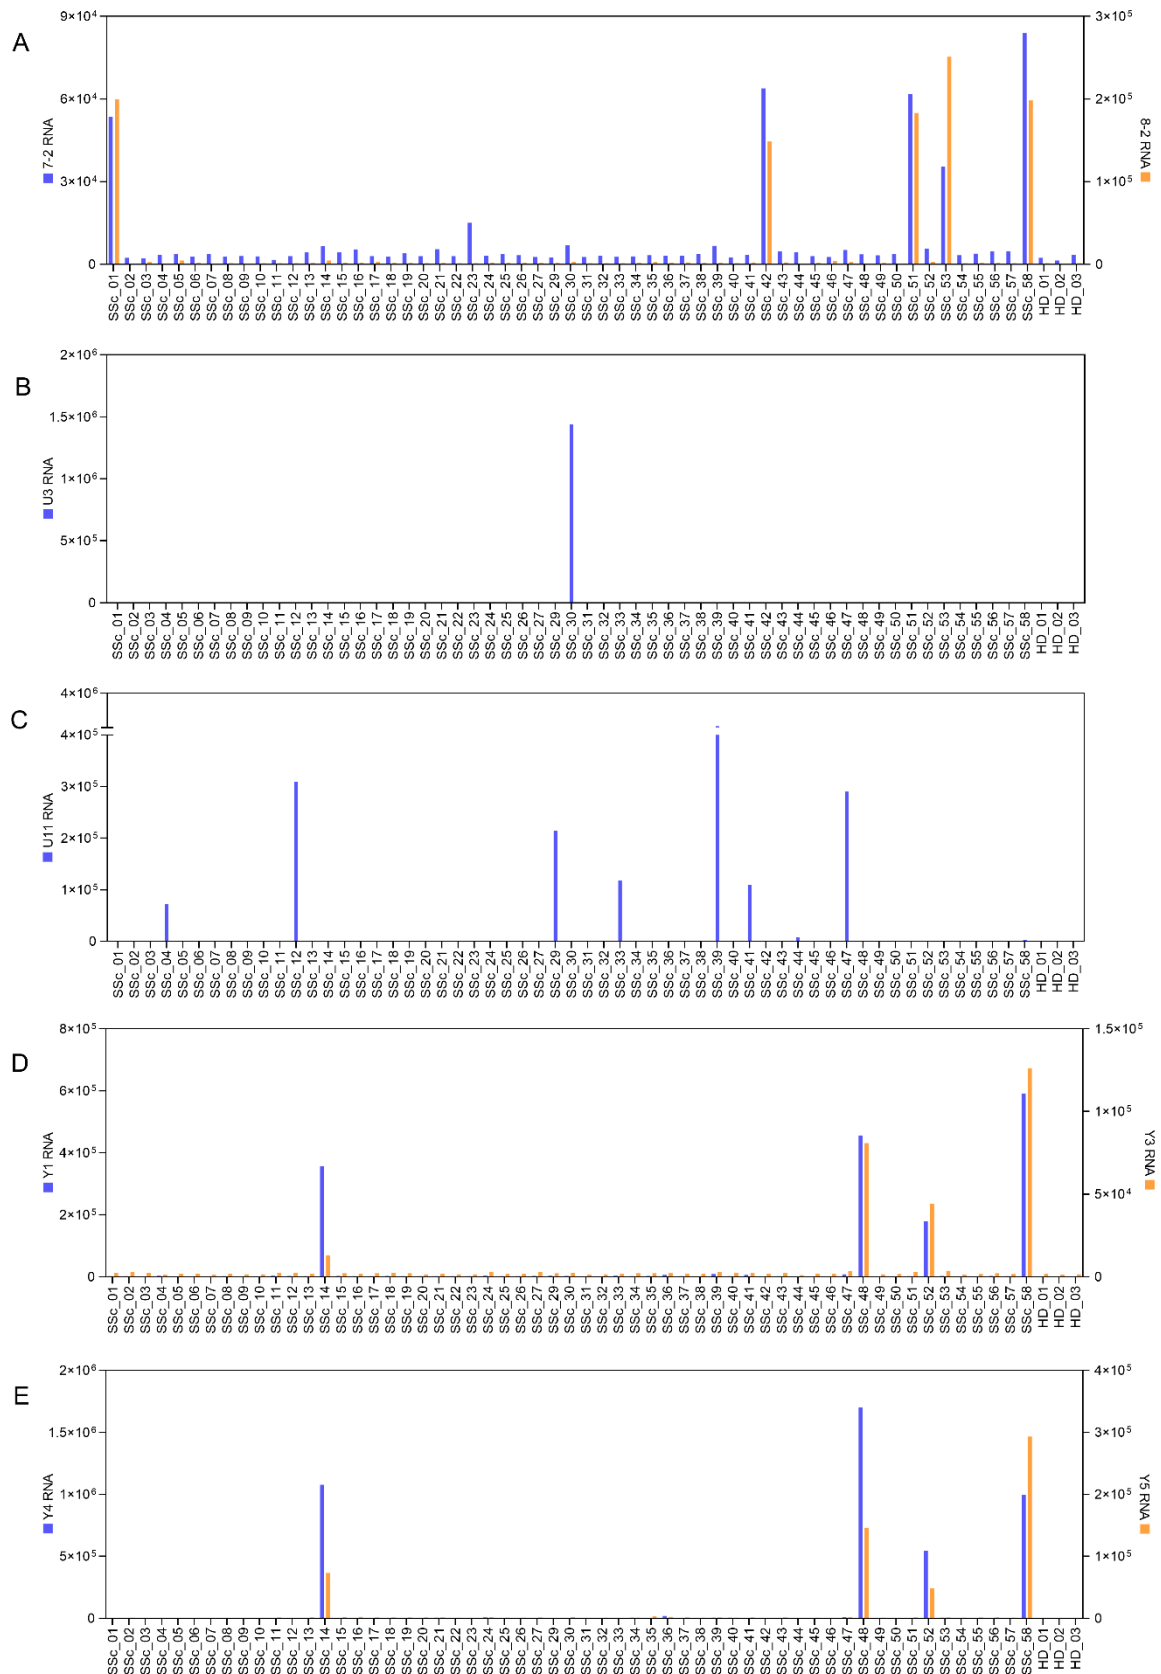 A
9×10⁴
6×10⁴
3×10⁴
0
7-2 RNA
3×10⁵
2×10⁵
1×10⁵
0
8-2 RNA
SSc_01 SSc_02 SSc_03 SSc_04 SSc_05 SSc_06 SSc_07 SSc_08 SSc_09 SSc_10 SSc_11 SSc_12 SSc_13 SSc_14 SSc_15 SSc_16 SSc_17 SSc_18 SSc_19 SSc_20 SSc_21 SSc_22 SSc_23 SSc_24 SSc_25 SSc_26 SSc_27 SSc_29 SSc_30 SSc_31 SSc_32 SSc_33 SSc_34 SSc_35 SSc_36 SSc_37 SSc_38 SSc_39 SSc_40 SSc_41 SSc_42 SSc_43 SSc_44 SSc_45 SSc_46 SSc_47 SSc_48 SSc_49 SSc_50 SSc_51 SSc_52 SSc_53 SSc_54 SSc_55 SSc_56 SSc_57 SSc_58 HD_01 HD_02 HD_03
B
2×10⁶
1.5×10⁶
1×10⁶
5×10⁵
0
U3 RNA
SSc_01 SSc_02 SSc_03 SSc_04 SSc_05 SSc_06 SSc_07 SSc_08 SSc_09 SSc_10 SSc_11 SSc_12 SSc_13 SSc_14 SSc_15 SSc_16 SSc_17 SSc_18 SSc_19 SSc_20 SSc_21 SSc_22 SSc_23 SSc_24 SSc_25 SSc_26 SSc_27 SSc_29 SSc_30 SSc_31 SSc_32 SSc_33 SSc_34 SSc_35 SSc_36 SSc_37 SSc_38 SSc_39 SSc_40 SSc_41 SSc_42 SSc_43 SSc_44 SSc_45 SSc_46 SSc_47 SSc_48 SSc_49 SSc_50 SSc_51 SSc_52 SSc_53 SSc_54 SSc_55 SSc_56 SSc_57 SSc_58 HD_01 HD_02 HD_03
C
4×10⁶
4×10⁵
3×10⁵
2×10⁵
1×10⁵
0
U11 RNA
SSc_01 SSc_02 SSc_03 SSc_04 SSc_05 SSc_06 SSc_07 SSc_08 SSc_09 SSc_10 SSc_11 SSc_12 SSc_13 SSc_14 SSc_15 SSc_16 SSc_17 SSc_18 SSc_19 SSc_20 SSc_21 SSc_22 SSc_23 SSc_24 SSc_25 SSc_26 SSc_27 SSc_29 SSc_30 SSc_31 SSc_32 SSc_33 SSc_34 SSc_35 SSc_36 SSc_37 SSc_38 SSc_39 SSc_40 SSc_41 SSc_42 SSc_43 SSc_44 SSc_45 SSc_46 SSc_47 SSc_48 SSc_49 SSc_50 SSc_51 SSc_52 SSc_53 SSc_54 SSc_55 SSc_56 SSc_57 SSc_58 HD_01 HD_02 HD_03
D
8×10⁵
6×10⁵
4×10⁵
2×10⁵
0
Y1 RNA
1.5×10⁵
1×10⁵
5×10⁴
0
Y3 RNA
SSc_01 SSc_02 SSc_03 SSc_04 SSc_05 SSc_06 SSc_07 SSc_08 SSc_09 SSc_10 SSc_11 SSc_12 SSc_13 SSc_14 SSc_15 SSc_16 SSc_17 SSc_18 SSc_19 SSc_20 SSc_21 SSc_22 SSc_23 SSc_24 SSc_25 SSc_26 SSc_27 SSc_29 SSc_30 SSc_31 SSc_32 SSc_33 SSc_34 SSc_35 SSc_36 SSc_37 SSc_38 SSc_39 SSc_40 SSc_41 SSc_42 SSc_43 SSc_44 SSc_45 SSc_46 SSc_47 SSc_48 SSc_49 SSc_50 SSc_51 SSc_52 SSc_53 SSc_54 SSc_55 SSc_56 SSc_57 SSc_58 HD_01 HD_02 HD_03
E
2×10⁶
1.5×10⁶
1×10⁶
5×10⁵
0
Y4 RNA
4×10⁵
3×10⁵
2×10⁵
1×10⁵
0
Y5 RNA
SSc_01 SSc_02 SSc_03 SSc_04 SSc_05 SSc_06 SSc_07 SSc_08 SSc_09 SSc_10 SSc_11 SSc_12 SSc_13 SSc_14 SSc_15 SSc_16 SSc_17 SSc_18 SSc_19 SSc_20 SSc_21 SSc_22 SSc_23 SSc_24 SSc_25 SSc_26 SSc_27 SSc_29 SSc_30 SSc_31 SSc_32 SSc_33 SSc_34 SSc_35 SSc_36 SSc_37 SSc_38 SSc_39 SSc_40 SSc_41 SSc_42 SSc_43 SSc_44 SSc_45 SSc_46 SSc_47 SSc_48 SSc_49 SSc_50 SSc_51 SSc_52 SSc_53 SSc_54 SSc_55 SSc_56 SSc_57 SSc_58 HD_01 HD_02 HD_03